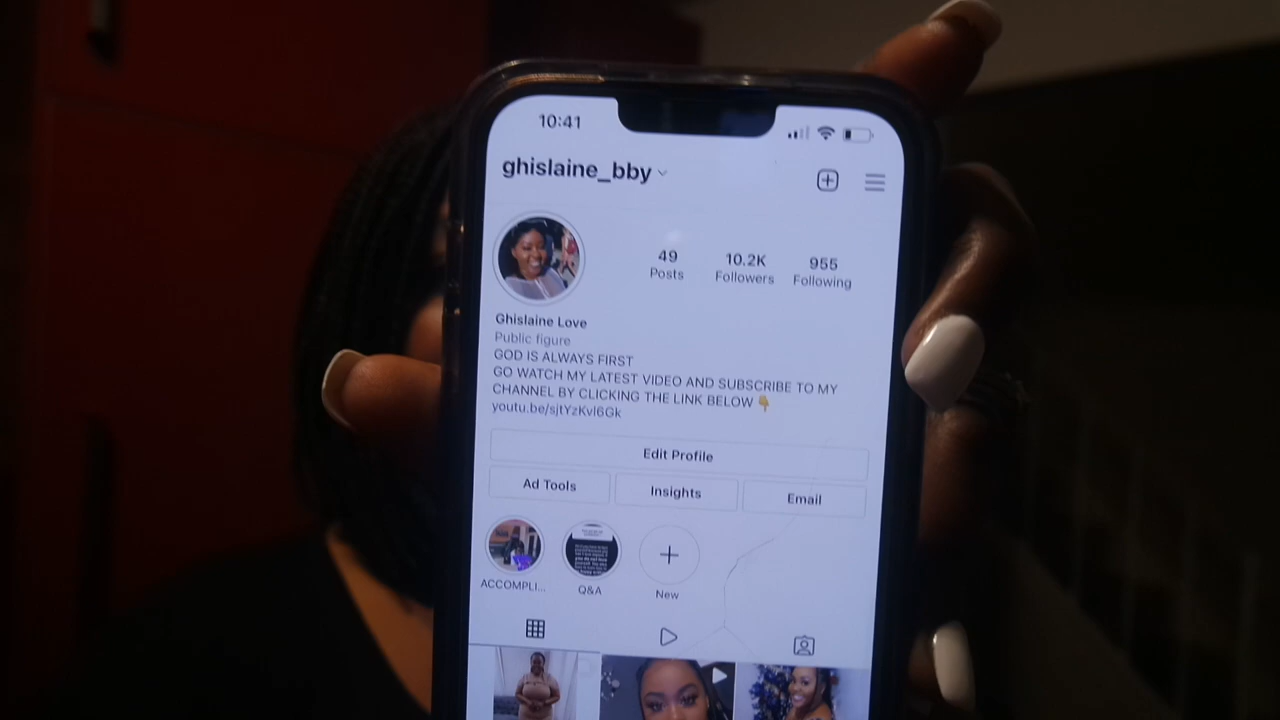 10:41
ghislaine_bby
49 10.2K 955
Posts Followers Following
Ghislaine Love
Public figure
GOD IS ALWAYS FIRST
GO WATCH MY LATEST VIDEO AND SUBSCRIBE TO MY
CHANNEL BY CLICKING THE LINK BELOW 👇
youtu.be/sjtYzKvl6Gk
Edit Profile
Ad Tools Insights Email
ACCOMPLI... Q&A New